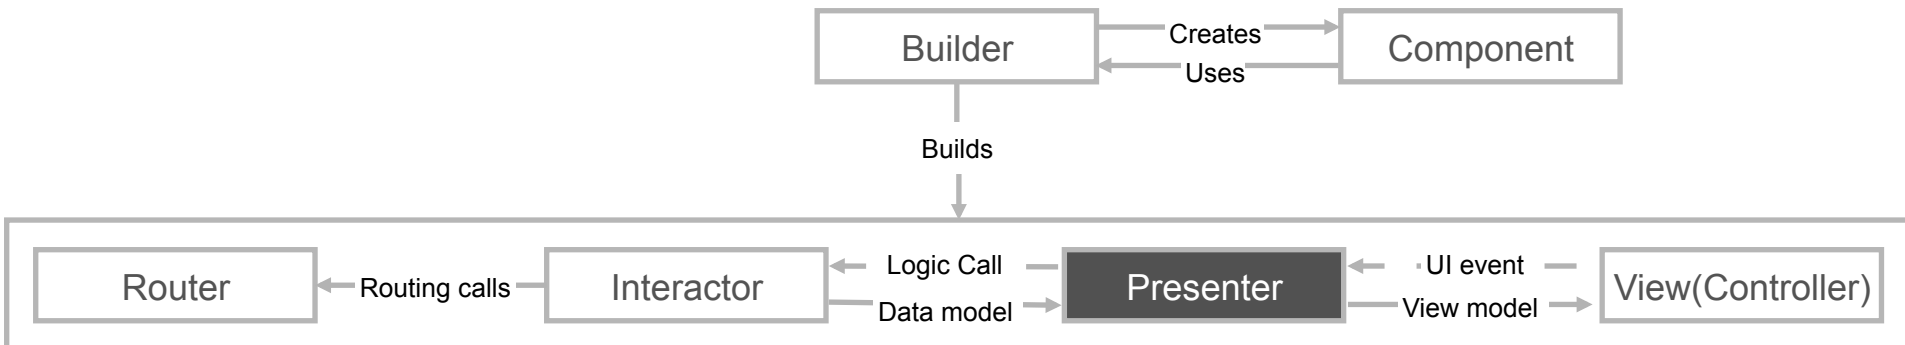 Builder
Creates
Component
Uses
Builds
Router
Routing calls
Interactor
Logic Call
Data model
Presenter
UI event
View model
View(Controller)